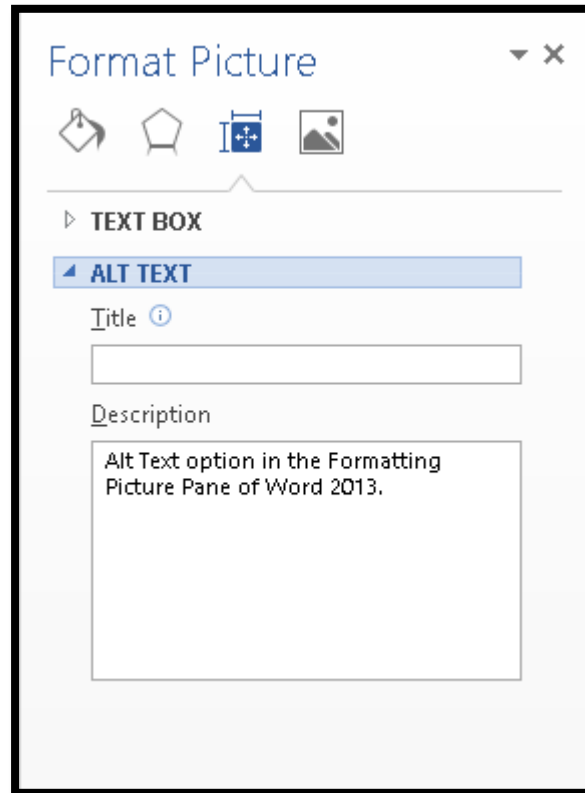 Format Picture
TEXT BOX
ALT TEXT
Title
Description
Alt Text option in the Formatting
Picture Pane of Word 2013.